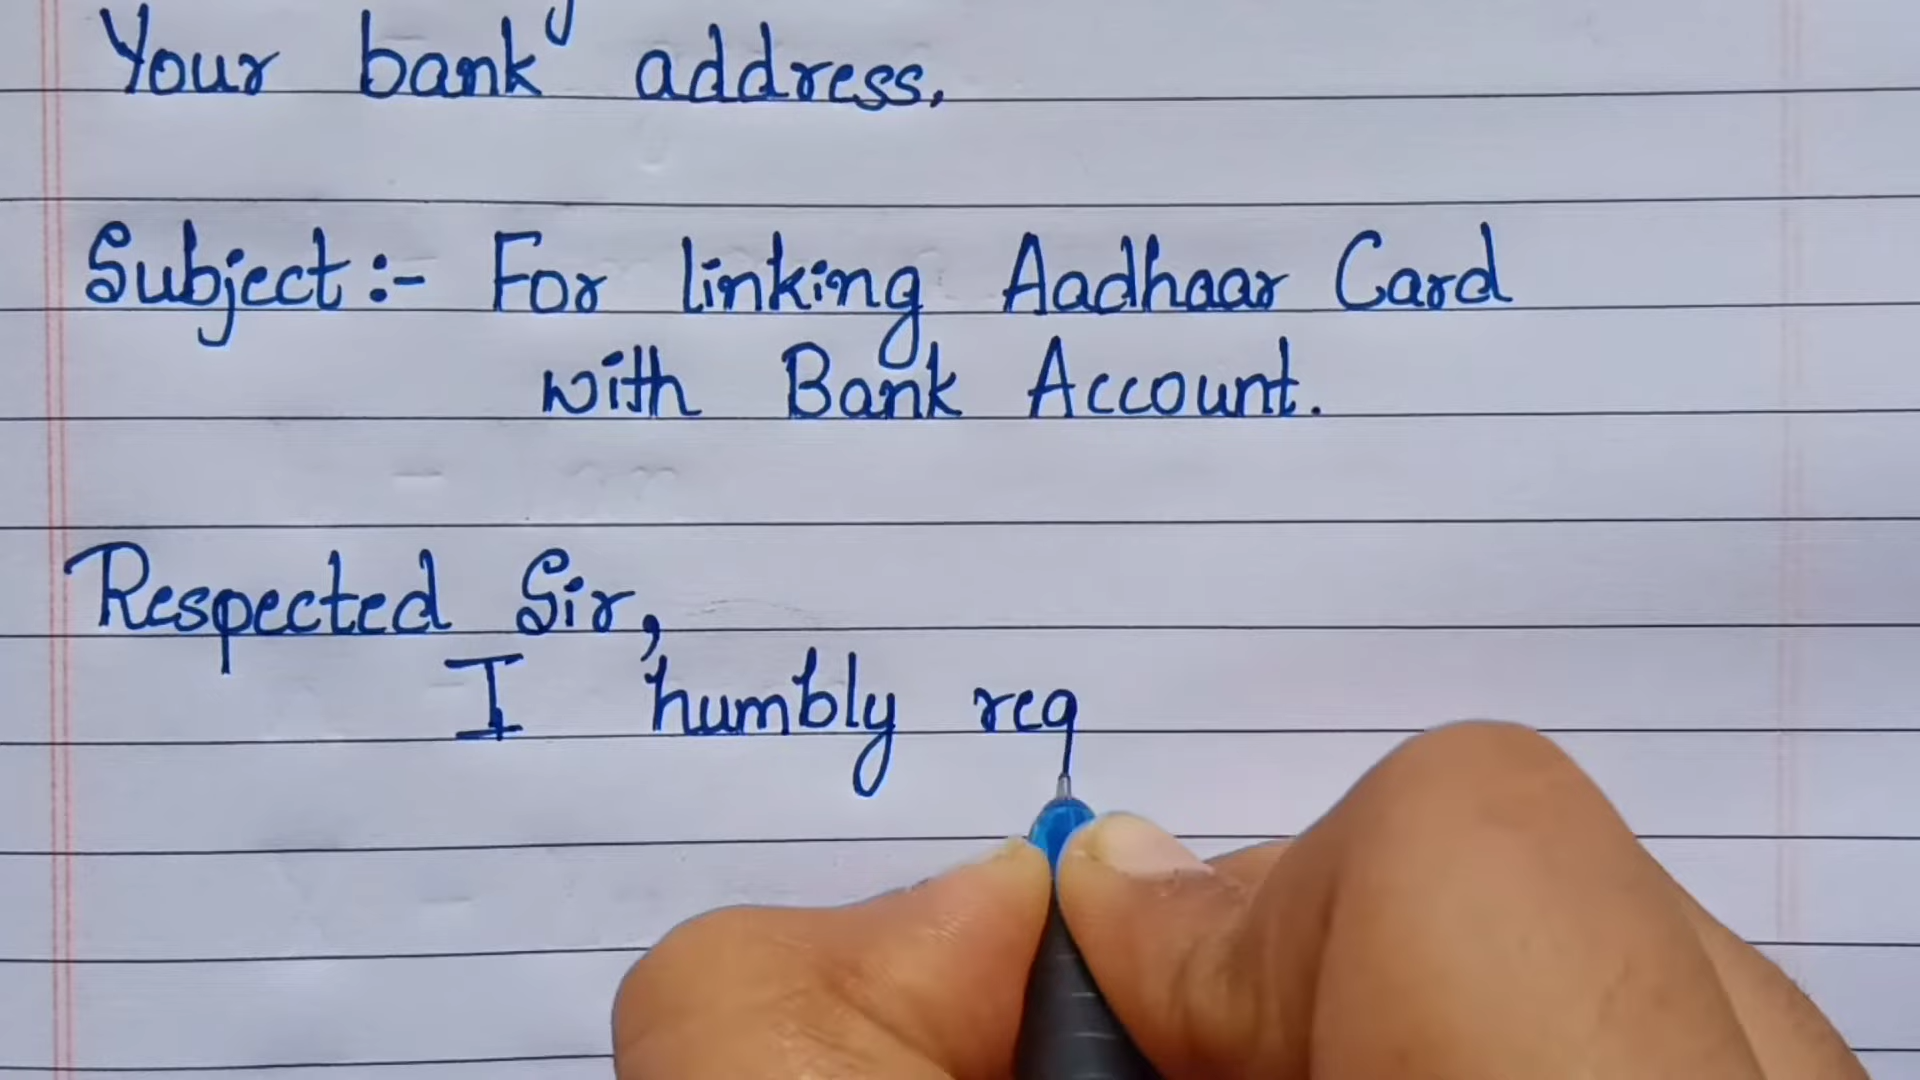 Your bank address.
Subject:- For linking Aadhaar Card
with Bank Account.
Respected Sir,
I humbly req